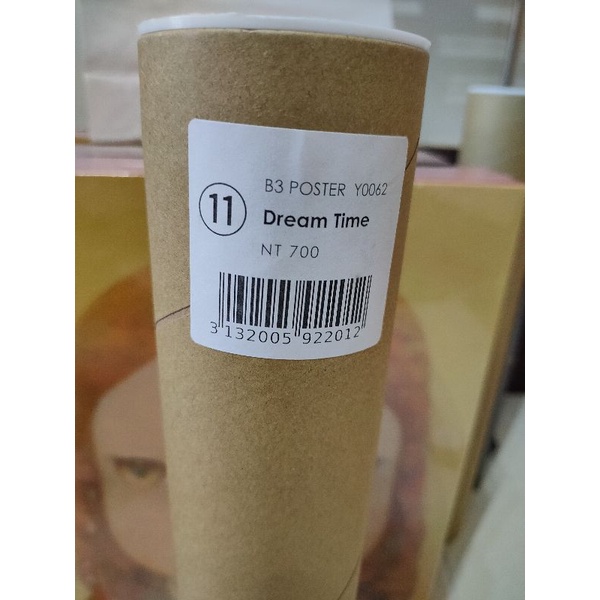 B3 POSTER Y0062
11 Dream Time
NT 700
3 132005 922012